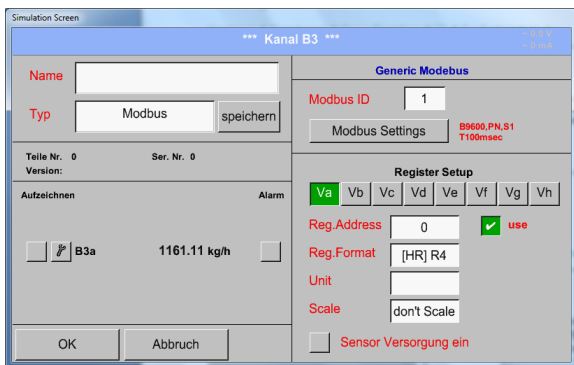 Simulation Screen
*** Kanal B3 ***
~ 0.0 V
~ 0 mA
Name
Typ
Modbus
speichern
Teile Nr. 0
Ser. Nr. 0
Version:
Aufzeichnen
Alarm
B3a
1161.11 kg/h
OK
Abbruch
Generic Modebus
Modbus ID
1
Modbus Settings
B9600,PN,S1
T100msec
Register Setup
Va Vb Vc Vd Ve Vf Vg Vh
Reg.Address
0
use
Reg.Format
[HR] R4
Unit
Scale
don't Scale
Sensor Versorgung ein